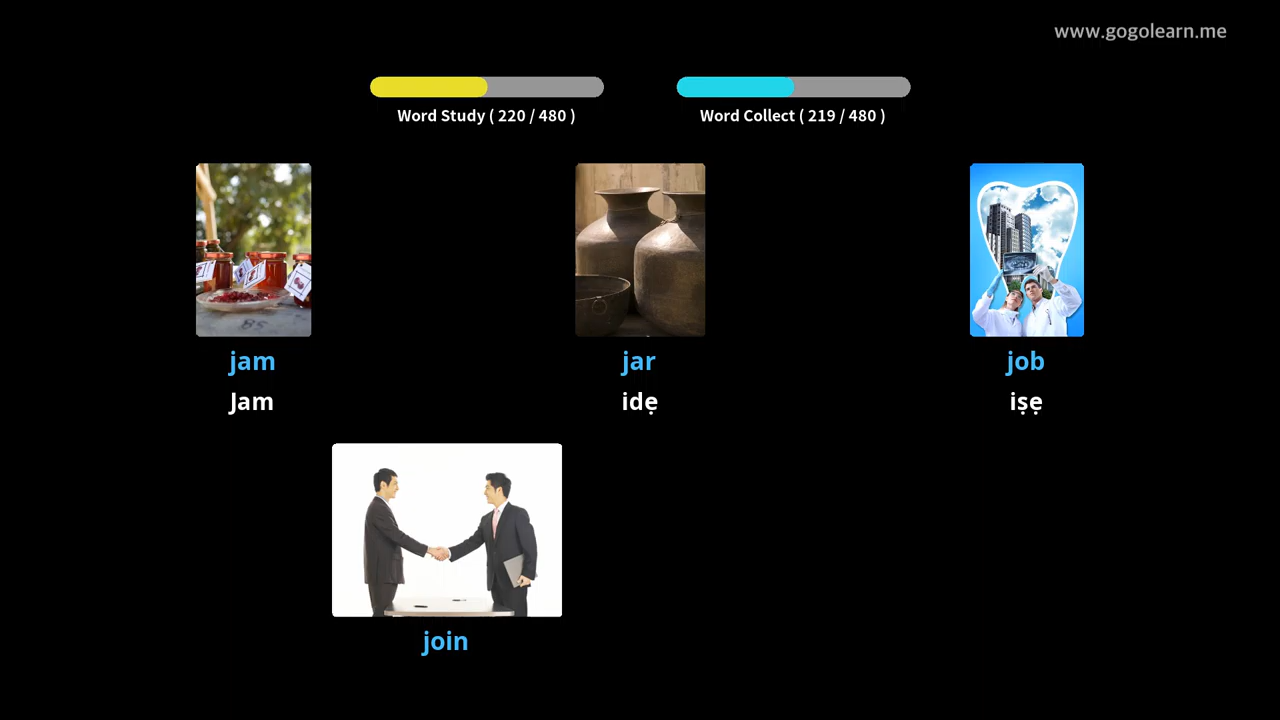 www.gogolearn.me
Word Study ( 220 / 480 )
Word Collect ( 219 / 480 )
jam
jar
job
Jam
idẹ
iṣẹ
join